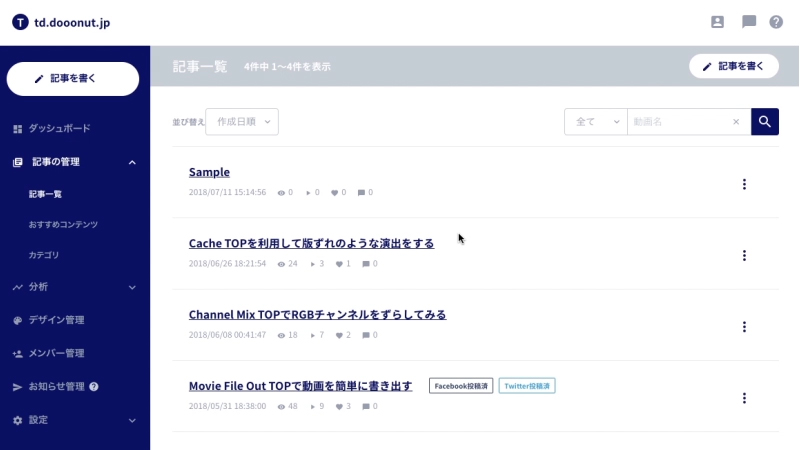 T td.dooonut.jp
記事を書く
記事一覧 4件中 1〜4件を表示
記事を書く
ダッシュボード
記事の管理
記事一覧
おすすめコンテンツ
カテゴリ
分析
デザイン管理
メンバー管理
お知らせ管理
設定
並び替え 作成日順
全て 動画名
Sample
2018/07/11 15:14:56 0 0 0 0
Cache TOPを利用して版ずれのような演出をする
2018/06/26 18:21:54 24 3 1 0
Channel Mix TOPでRGBチャンネルをずらしてみる
2018/06/08 00:41:47 18 7 2 0
Movie File Out TOPで動画を簡単に書き出す Facebook投稿済 Twitter投稿済
2018/05/31 18:38:00 48 9 3 0